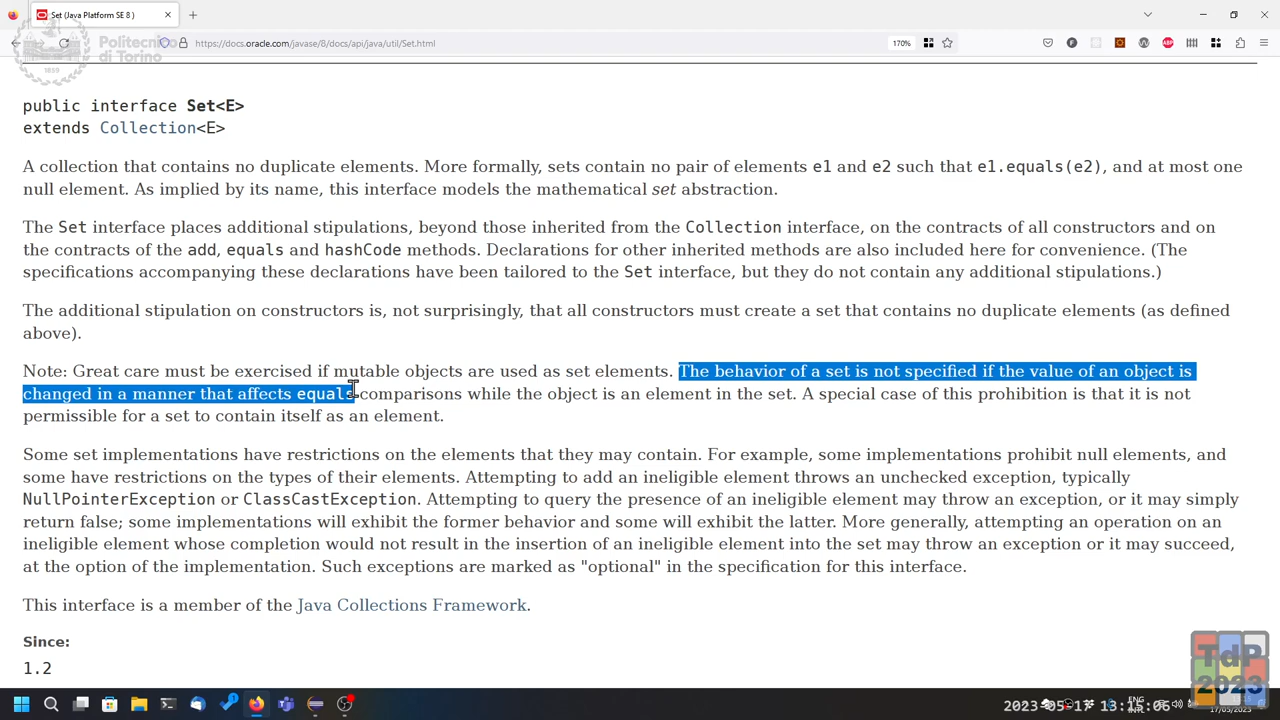 Set (Java Platform SE 8 )
Politecnico
di Torino
1859
https://docs.oracle.com/javase/8/docs/api/java/util/Set.html
170%
ABP
public interface Set<E>
extends Collection<E>
A collection that contains no duplicate elements. More formally, sets contain no pair of elements e1 and e2 such that e1.equals(e2), and at most one
null element. As implied by its name, this interface models the mathematical set abstraction.
The Set interface places additional stipulations, beyond those inherited from the Collection interface, on the contracts of all constructors and on
the contracts of the add, equals and hashCode methods. Declarations for other inherited methods are also included here for convenience. (The
specifications accompanying these declarations have been tailored to the Set interface, but they do not contain any additional stipulations.)
The additional stipulation on constructors is, not surprisingly, that all constructors must create a set that contains no duplicate elements (as defined
above).
Note: Great care must be exercised if mutable objects are used as set elements. The behavior of a set is not specified if the value of an object is
changed in a manner that affects equals comparisons while the object is an element in the set. A special case of this prohibition is that it is not
permissible for a set to contain itself as an element.
Some set implementations have restrictions on the elements that they may contain. For example, some implementations prohibit null elements, and
some have restrictions on the types of their elements. Attempting to add an ineligible element throws an unchecked exception, typically
NullPointerException or ClassCastException. Attempting to query the presence of an ineligible element may throw an exception, or it may simply
return false; some implementations will exhibit the former behavior and some will exhibit the latter. More generally, attempting an operation on an
ineligible element whose completion would not result in the insertion of an ineligible element into the set may throw an exception or it may succeed,
at the option of the implementation. Such exceptions are marked as "optional" in the specification for this interface.
This interface is a member of the Java Collections Framework.
Since:
1.2
TdP
2023
ENG
2023-05-17 13:15:06
17/05/2023